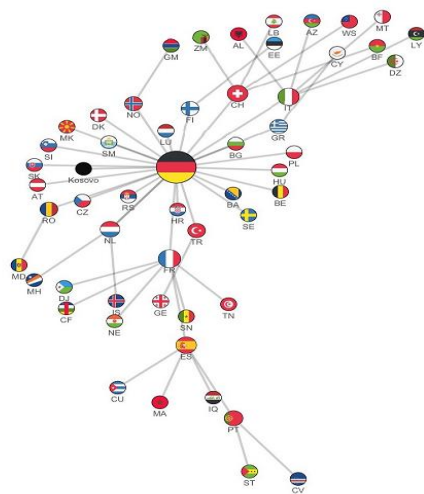 LB
AZ
WS
MT
ZM
AL
LY
GM
EE
CY
BF
DZ
NO
FI
CH
IT
DK
MK
LU
GR
SI
SM
BG
PL
SK
Kosovo
HU
AT
CZ
RS
BA
BE
RO
HR
SE
NL
TR
MD
MH
FR
DJ
IS
GE
TN
CF
NE
SN
ES
CU
MA
IQ
PT
ST
CV